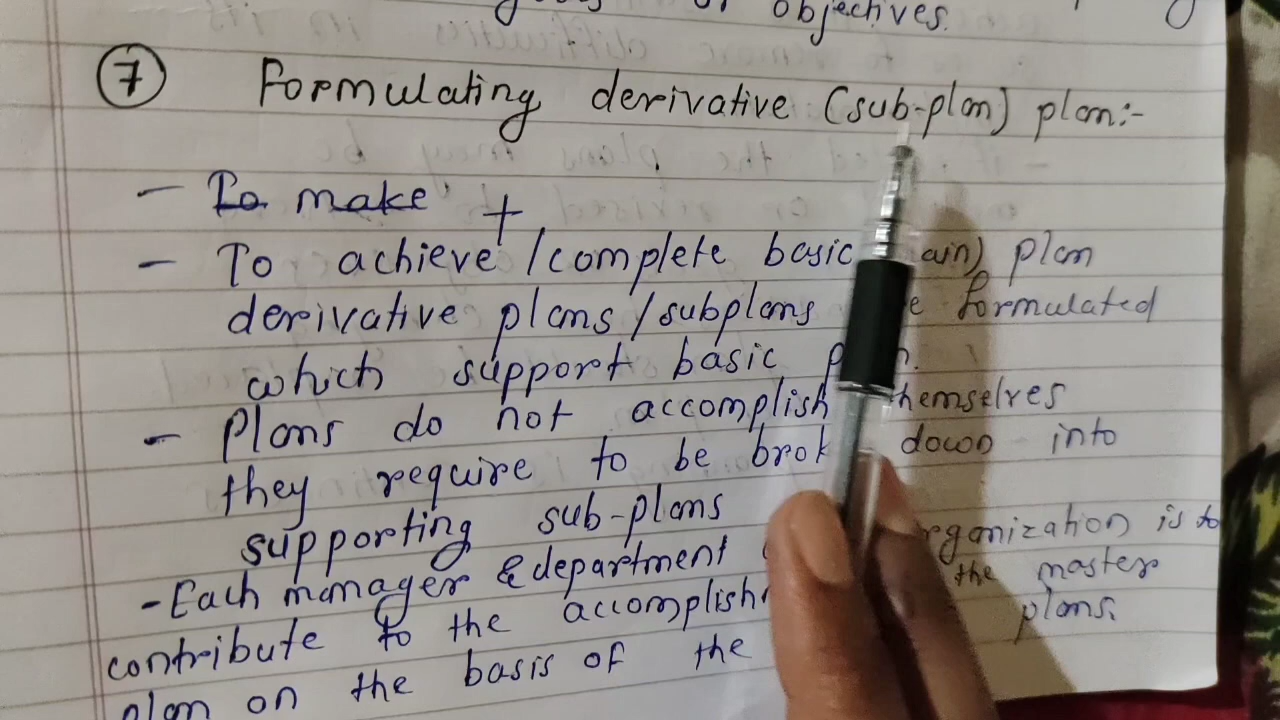 objectives.
7 Formulating derivative (sub-plan) plan:-
- To make
- To achieve / complete basic ain) plan
derivative plans / subplans e formulated
which support basic
- Plans do not accomplish themselves
they require to be brok down into
supporting sub-plans
- Each manager & department rganization is to
contribute to the accomplish the master
plan on the basis of the plans.